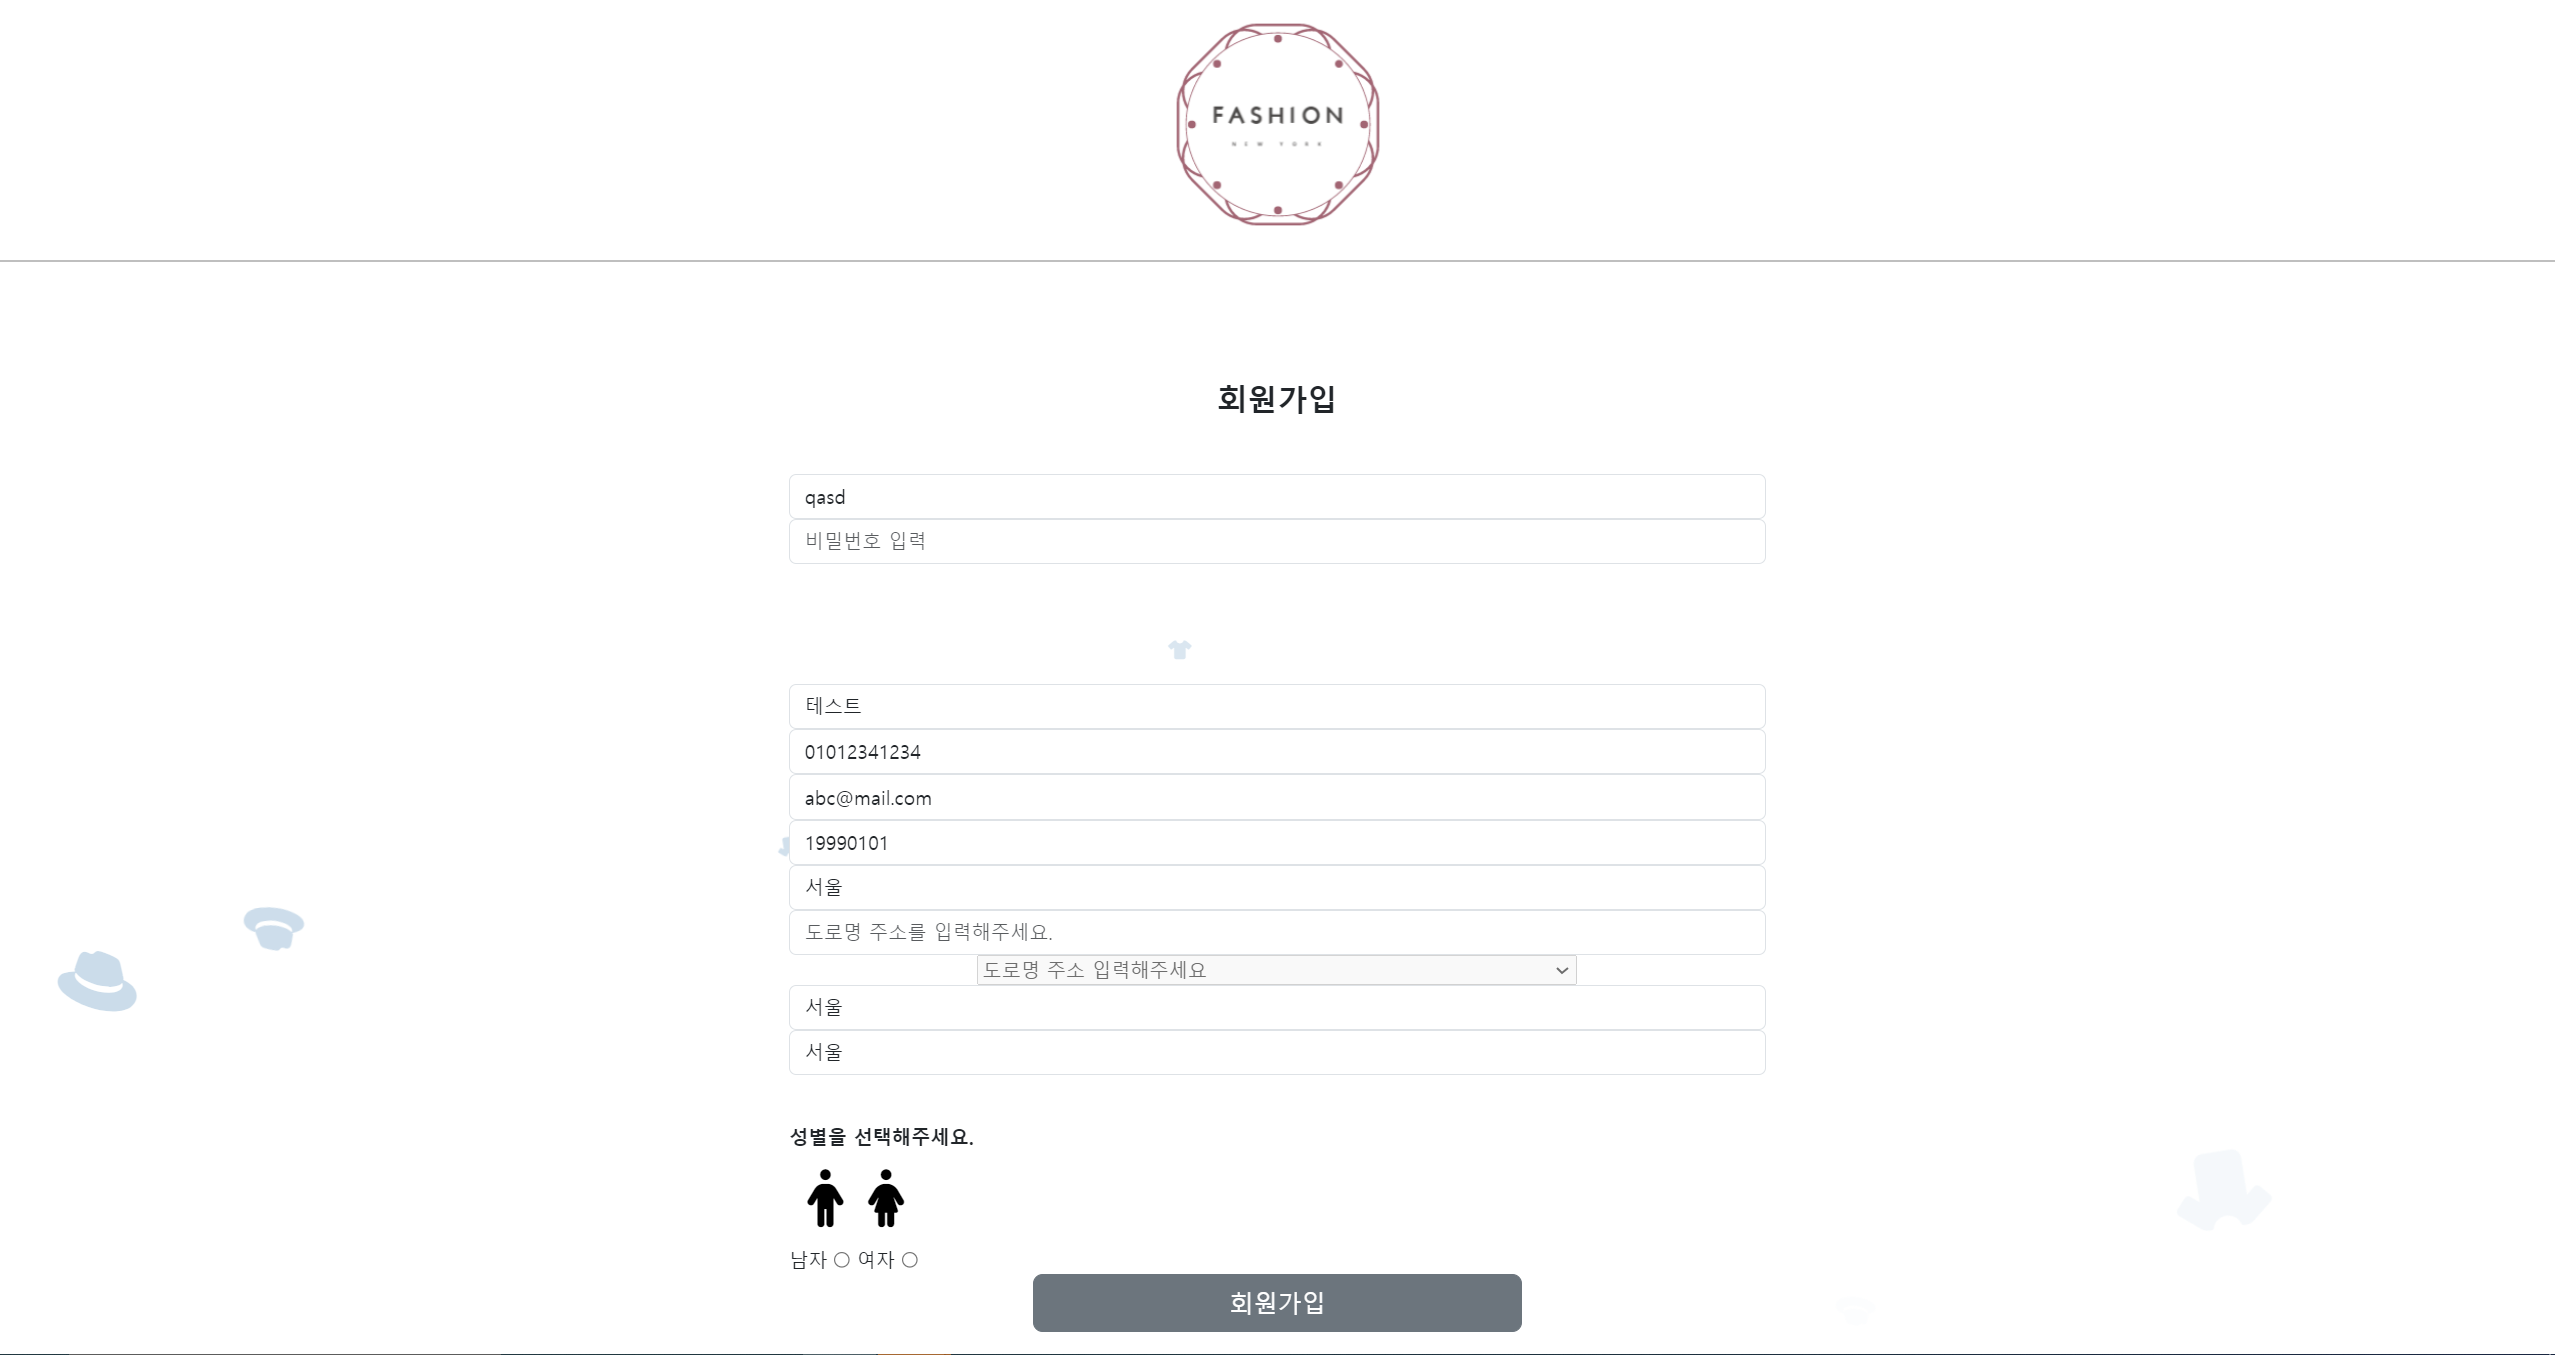 FASHION
NEW YORK
회원가입
qasd
비밀번호 입력
테스트
01012341234
abc@mail.com
19990101
서울
도로명 주소를 입력해주세요.
도로명 주소 입력해주세요
서울
서울
성별을 선택해주세요.
남자 여자
회원가입